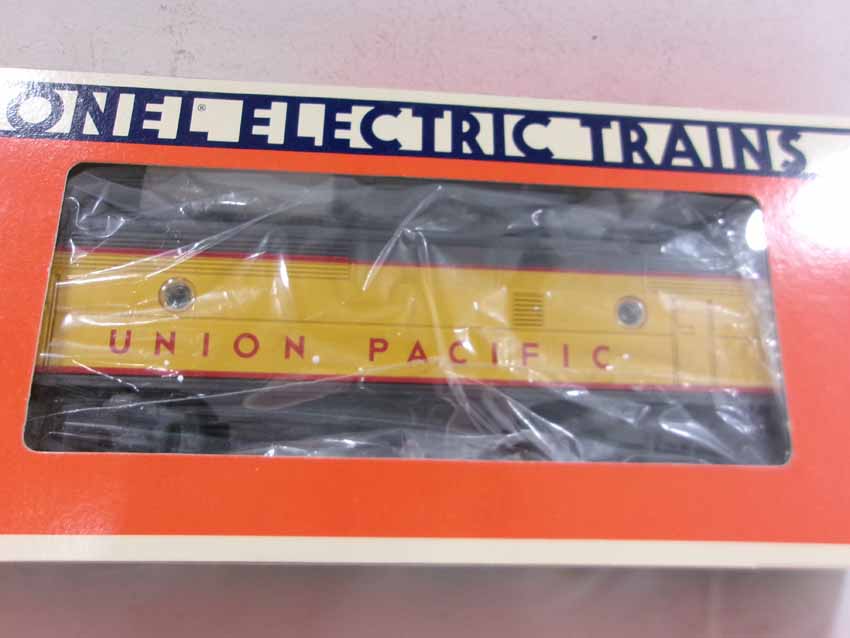 ONEL® ELECTRIC TRAINS
UNION PACIFIC